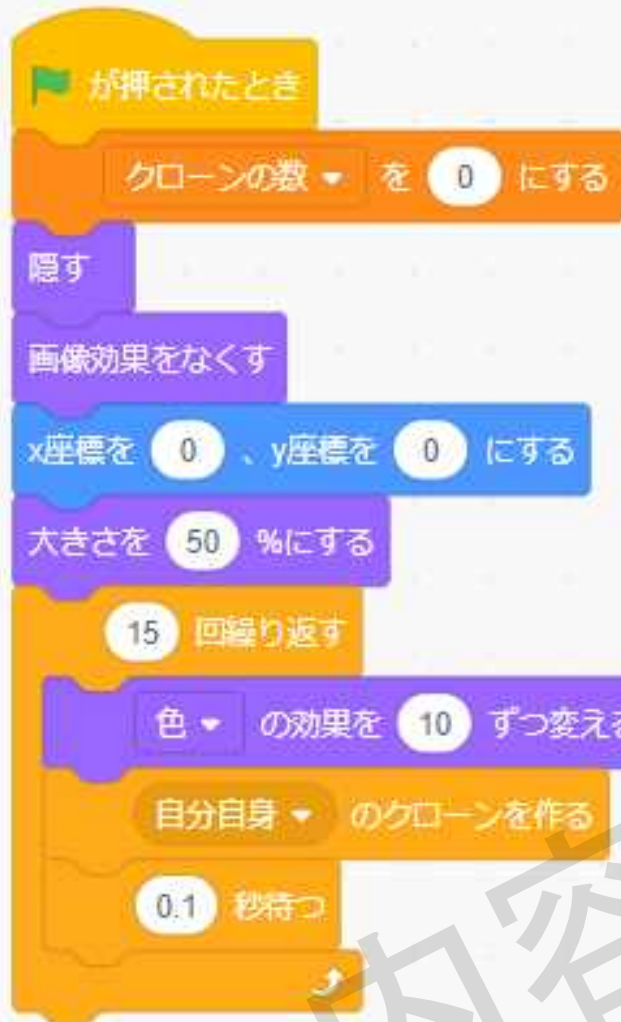 が押されたとき
クローンの数 を 0 にする
隠す
画像効果をなくす
x座標を 0 、y座標を 0 にする
大きさを 50 %にする
15 回繰り返す
色 の効果を 10 ずつ変える
自分自身 のクローンを作る
0.1 秒待つ
内容